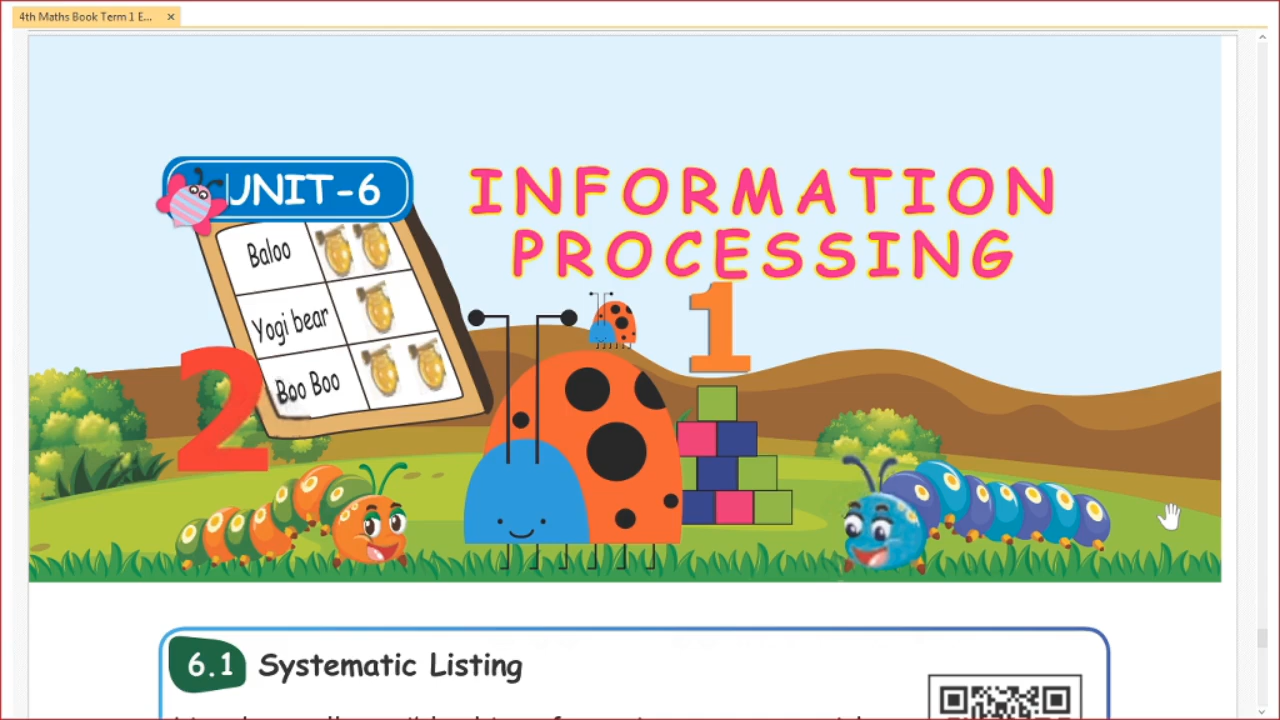 4th Maths Book Term 1 E...
UNIT-6
INFORMATION
PROCESSING
Baloo
Yogi bear
Boo Boo
1
2
6.1 Systematic Listing